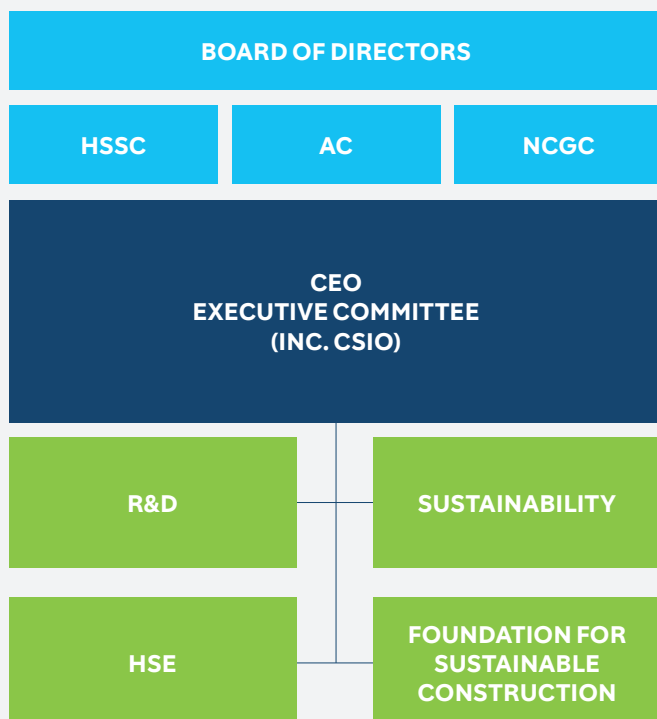 BOARD OF DIRECTORS
HSSC
AC
NCGC
CEO
EXECUTIVE COMMITTEE
(INC. CSIO)
R&D
SUSTAINABILITY
HSE
FOUNDATION FOR
SUSTAINABLE
CONSTRUCTION